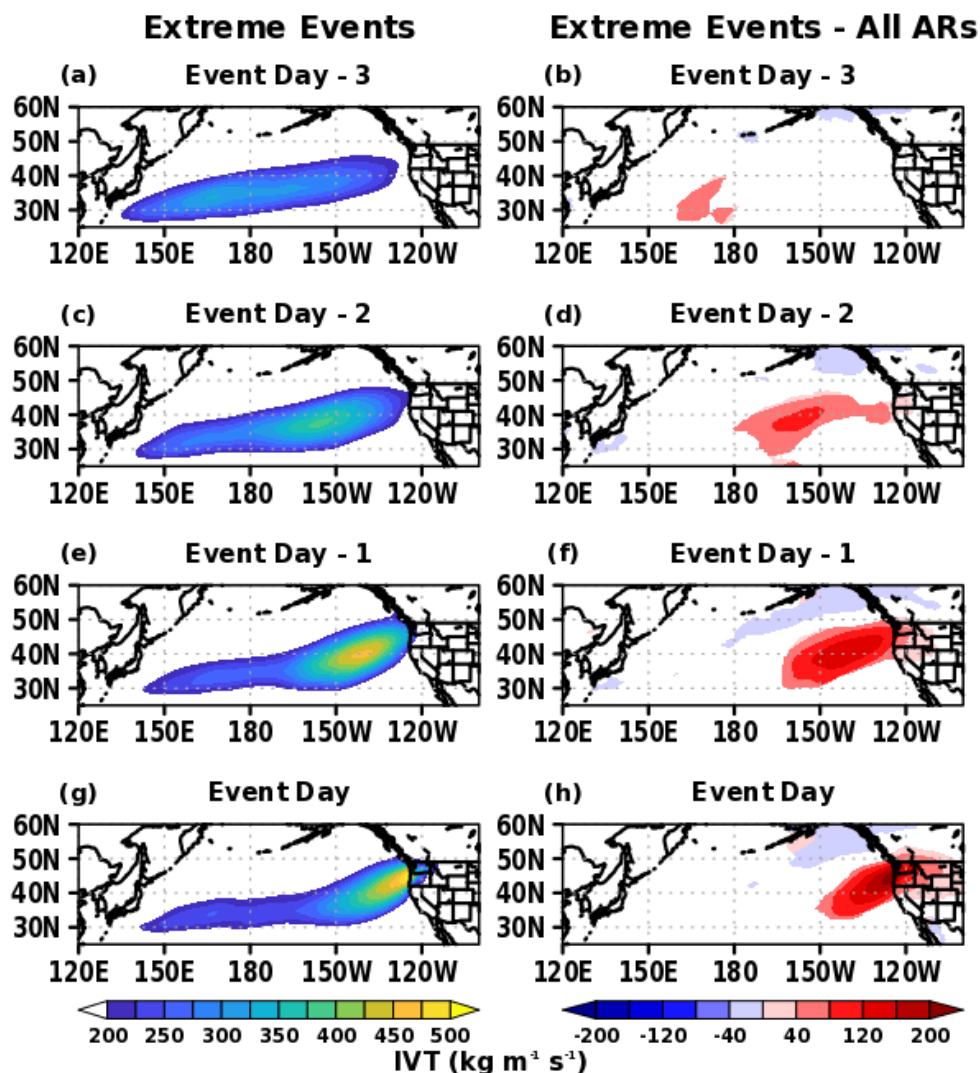 Extreme Events
Extreme Events - All ARs
(a) Event Day - 3
(b) Event Day - 3
60N
50N
40N
30N
120E 150E 180 150W 120W
60N
50N
40N
30N
120E 150E 180 150W 120W
(c) Event Day - 2
(d) Event Day - 2
60N
50N
40N
30N
120E 150E 180 150W 120W
60N
50N
40N
30N
120E 150E 180 150W 120W
(e) Event Day - 1
(f) Event Day - 1
60N
50N
40N
30N
120E 150E 180 150W 120W
60N
50N
40N
30N
120E 150E 180 150W 120W
(g) Event Day
(h) Event Day
60N
50N
40N
30N
120E 150E 180 150W 120W
60N
50N
40N
30N
120E 150E 180 150W 120W
200 250 300 350 400 450 500
-200 -120 -40 40 120 200
IVT (kg m⁻¹ s⁻¹)